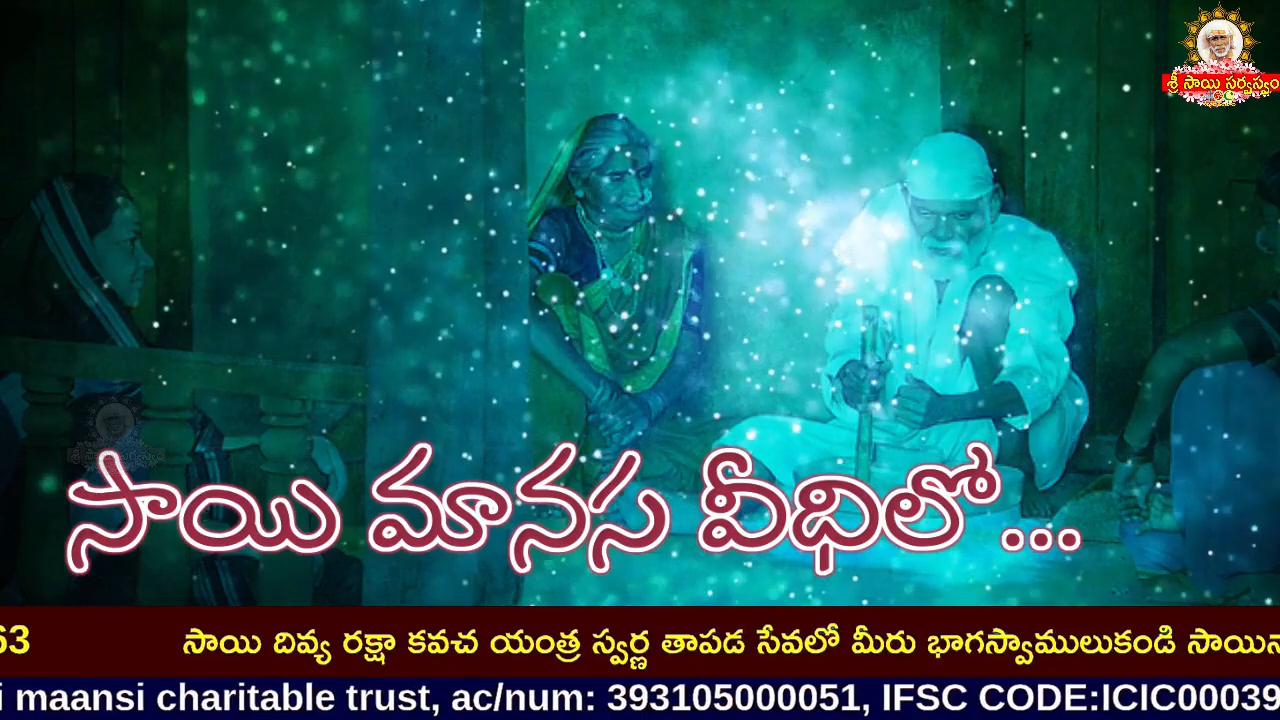 శ్రీ సాయి సర్వస్వం
సాయి మానస వీధిలో...
63 సాయి దివ్య రక్షా కవచ యంత్ర స్వర్ణ తాపడ సేవలో మీరు భాగస్వాములుకండి
maansi charitable trust, ac/num: 393105000051, IFSC CODE:ICIC00039